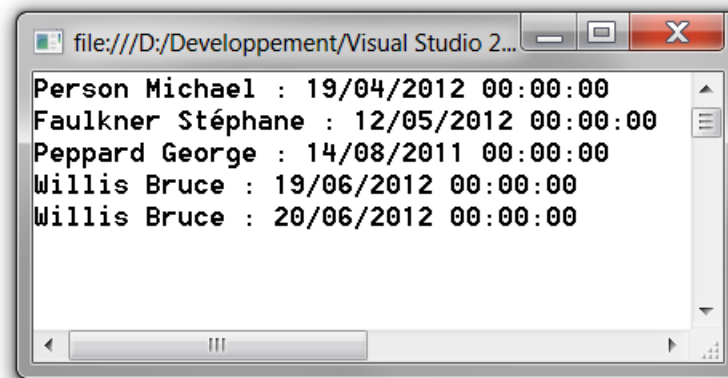 file:///D:/Developpement/Visual Studio 2...
Person Michael : 19/04/2012 00:00:00
Faulkner Stéphane : 12/05/2012 00:00:00
Peppard George : 14/08/2011 00:00:00
Willis Bruce : 19/06/2012 00:00:00
Willis Bruce : 20/06/2012 00:00:00